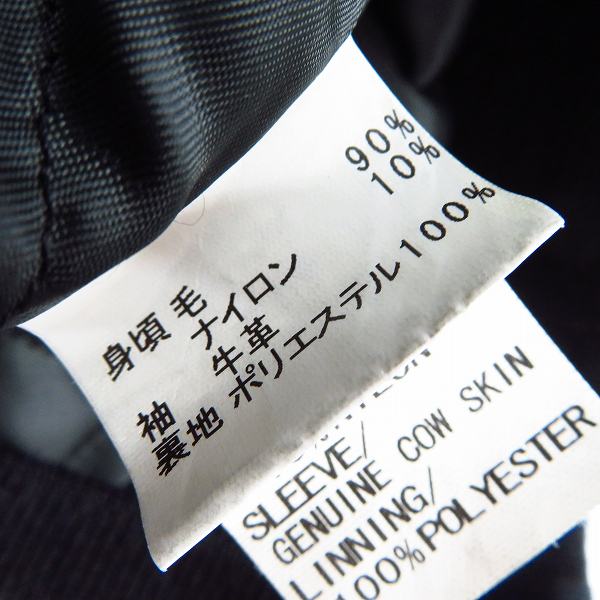 身頃 毛 90%
ナイロン 10%
袖 牛革
裏地 ポリエステル100%
SLEEVE/
GENUINE COW SKIN
LINNING/
100%POLYESTER